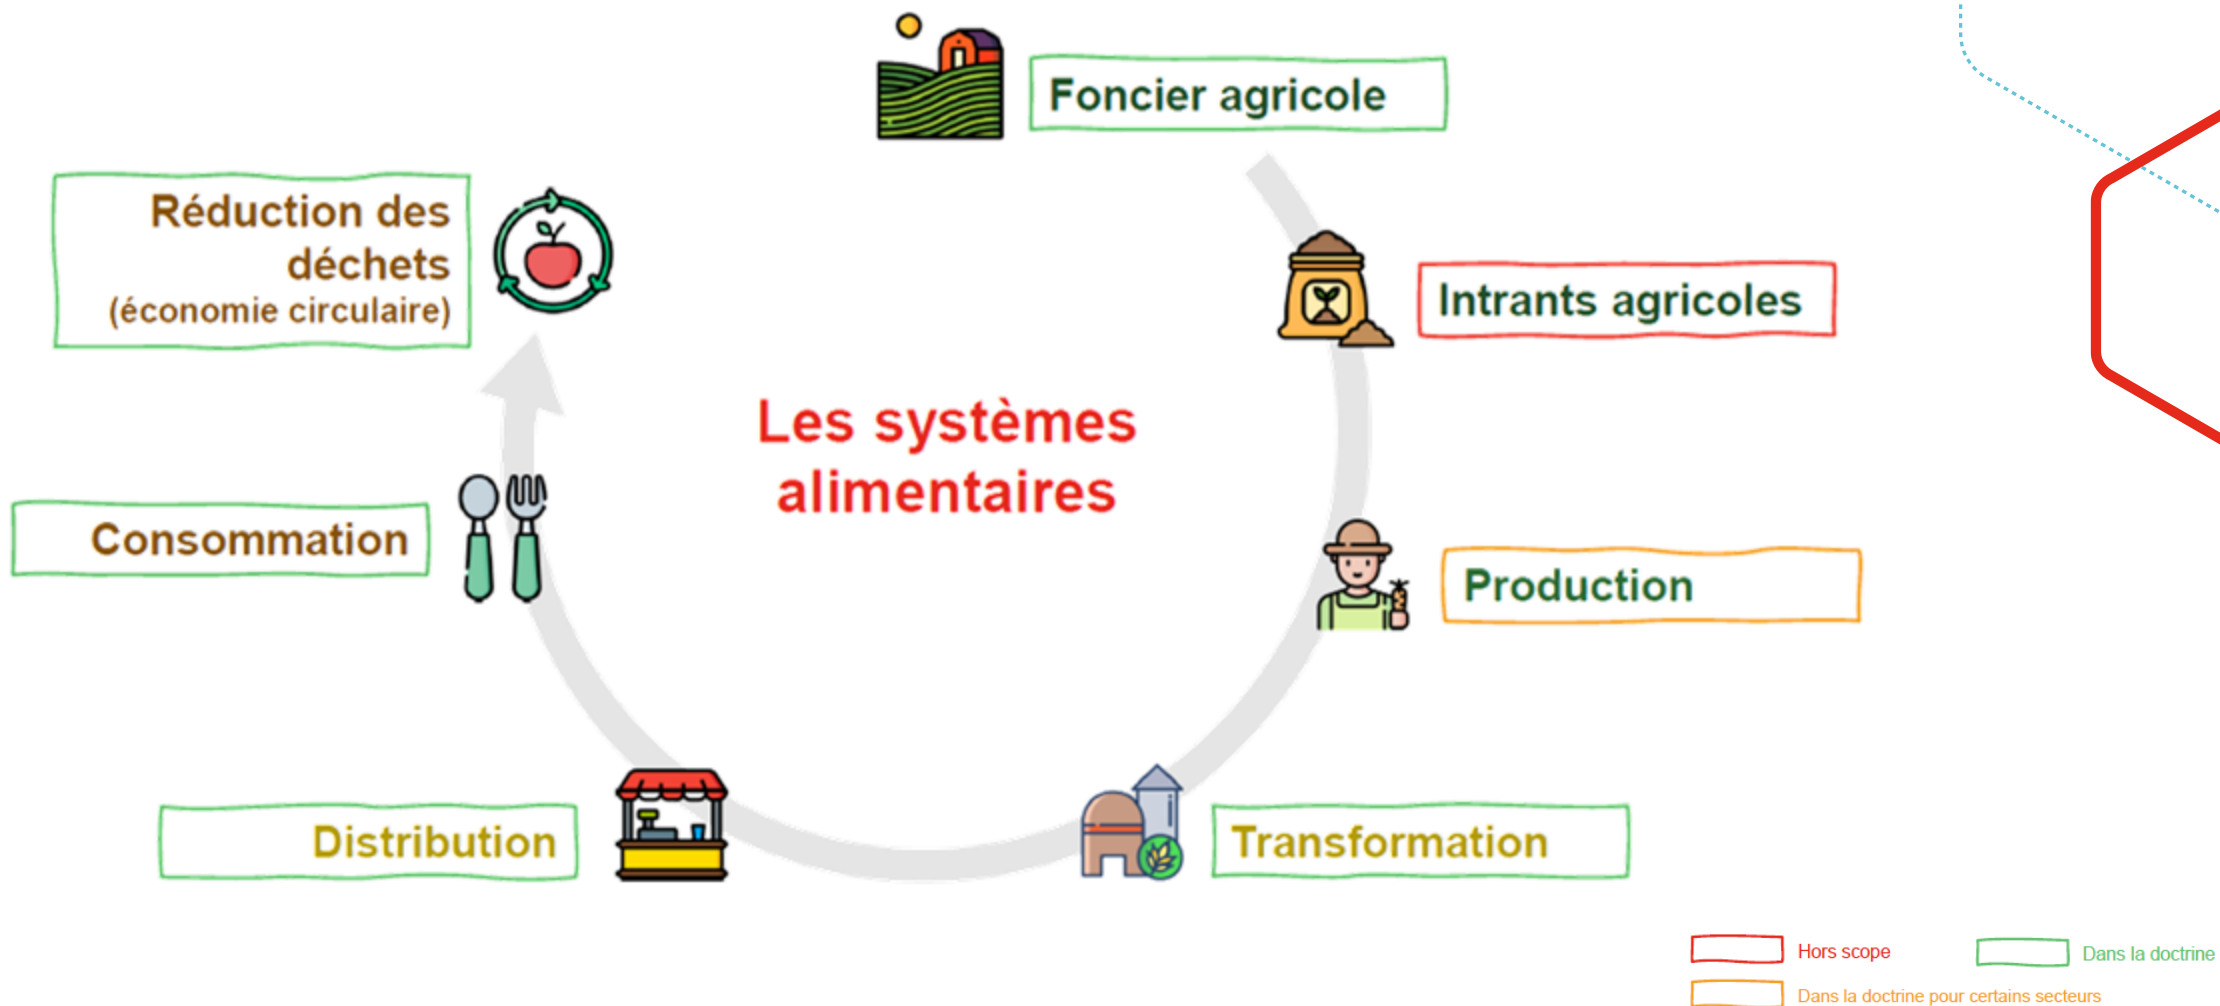 Foncier agricole
Réduction des
déchets
(économie circulaire)
Intrants agricoles
Les systèmes
alimentaires
Consommation
Production
Distribution
Transformation
Hors scope
Dans la doctrine
Dans la doctrine pour certains secteurs